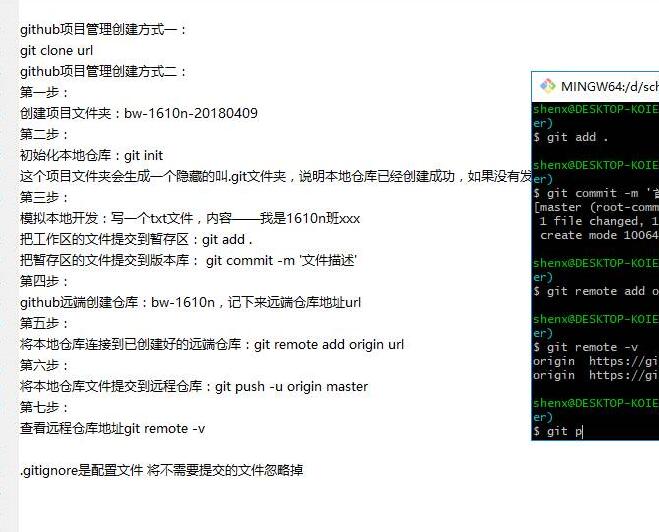 github项目管理创建方式一：
git clone url
github项目管理创建方式二：
第一步：
创建项目文件夹：bw-1610n-20180409
第二步：
初始化本地仓库：git init
这个项目文件夹会生成一个隐藏的叫.git文件夹，说明本地仓库已经创建成功，如果没有发
第三步：
模拟本地开发：写一个txt文件，内容——我是1610n班xxx
把工作区的文件提交到暂存区：git add .
把暂存区的文件提交到版本库： git commit -m '文件描述'
第四步：
github远端创建仓库：bw-1610n，记下来远端仓库地址url
第五步：
将本地仓库连接到已创建好的远端仓库：git remote add origin url
第六步：
将本地仓库文件提交到远程仓库：git push -u origin master
第七步：
查看远程仓库地址git remote -v
.gitignore是配置文件 将不需要提交的文件忽略掉
MINGW64:/d/sch
shenx@DESKTOP-KOIE
er)
$ git add .
shenx@DESKTOP-KOIE
er)
$ git commit -m '首
[master (root-comm
1 file changed, 1
create mode 10064
shenx@DESKTOP-KOIE
er)
$ git remote add o
shenx@DESKTOP-KOIE
er)
$ git remote -v
origin https://gi
origin https://gi
shenx@DESKTOP-KOIE
er)
$ git p